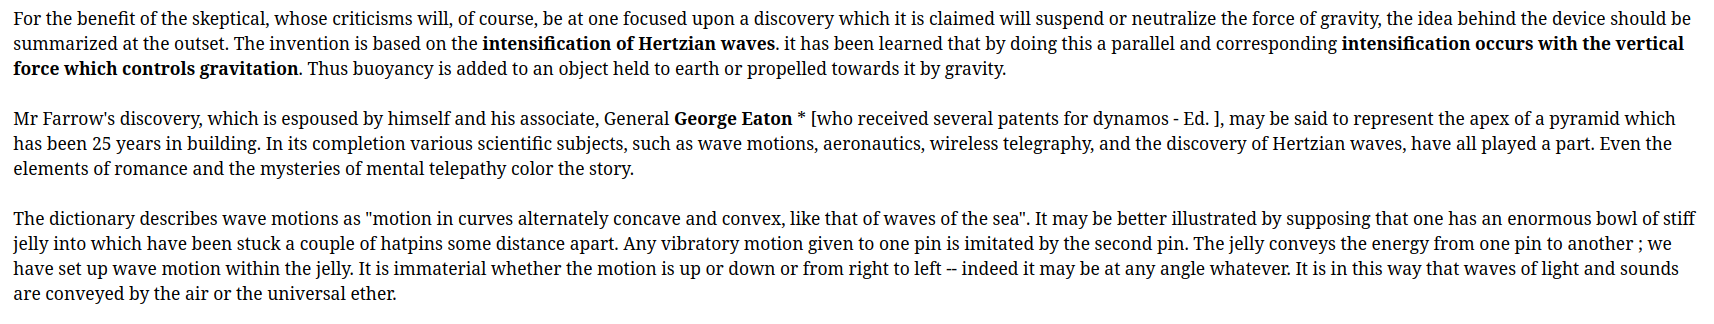 For the benefit of the skeptical, whose criticisms will, of course, be at one focused upon a discovery which it is claimed will suspend or neutralize the force of gravity, the idea behind the device should be
summarized at the outset. The invention is based on the intensification of Hertzian waves. it has been learned that by doing this a parallel and corresponding intensification occurs with the vertical
force which controls gravitation. Thus buoyancy is added to an object held to earth or propelled towards it by gravity.

Mr Farrow's discovery, which is espoused by himself and his associate, General George Eaton * [who received several patents for dynamos - Ed. ], may be said to represent the apex of a pyramid which
has been 25 years in building. In its completion various scientific subjects, such as wave motions, aeronautics, wireless telegraphy, and the discovery of Hertzian waves, have all played a part. Even the
elements of romance and the mysteries of mental telepathy color the story.

The dictionary describes wave motions as "motion in curves alternately concave and convex, like that of waves of the sea". It may be better illustrated by supposing that one has an enormous bowl of stiff
jelly into which have been stuck a couple of hatpins some distance apart. Any vibratory motion given to one pin is imitated by the second pin. The jelly conveys the energy from one pin to another ; we
have set up wave motion within the jelly. It is immaterial whether the motion is up or down or from right to left -- indeed it may be at any angle whatever. It is in this way that waves of light and sounds
are conveyed by the air or the universal ether.